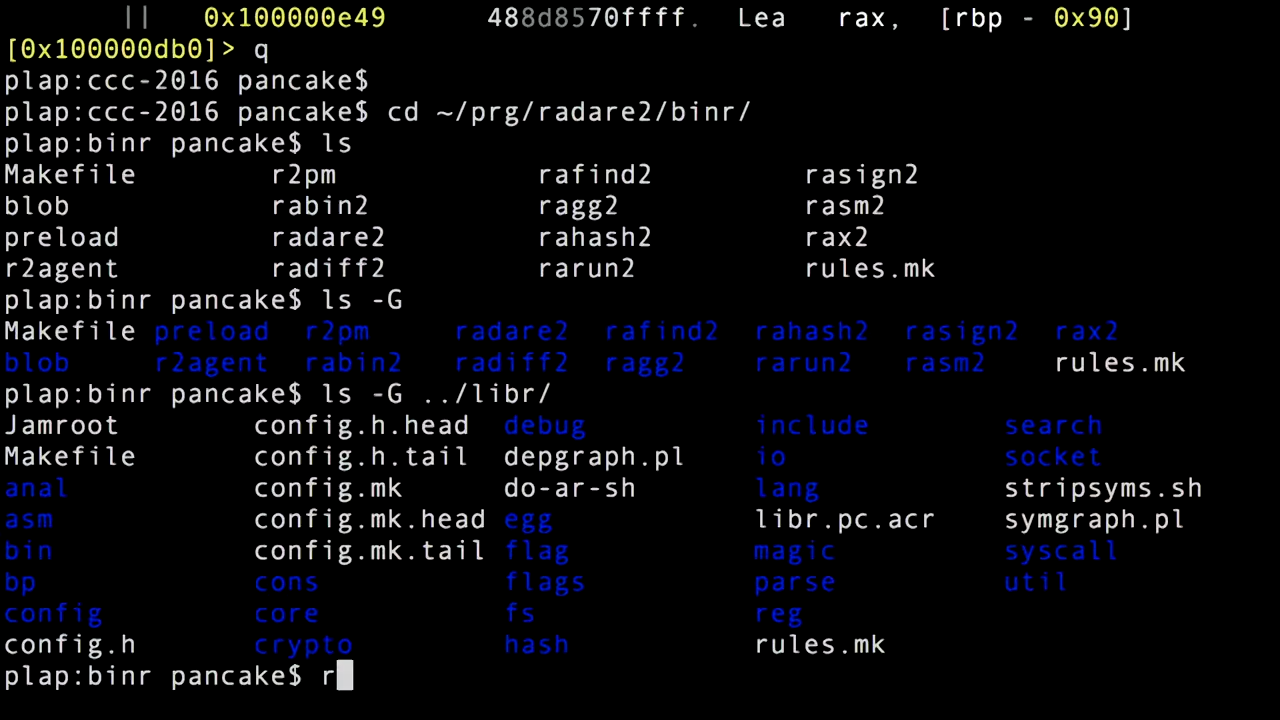 || 0x100000e49 488d8570ffff. Lea rax, [rbp - 0x90]
[0x100000db0]> q
plap:ccc-2016 pancake$
plap:ccc-2016 pancake$ cd ~/prg/radare2/binr/
plap:binr pancake$ ls
Makefile r2pm rafind2 rasign2
blob rabin2 ragg2 rasm2
preload radare2 rahash2 rax2
r2agent radiff2 rarun2 rules.mk
plap:binr pancake$ ls -G
Makefile preload r2pm radare2 rafind2 rahash2 rasign2 rax2
blob r2agent rabin2 radiff2 ragg2 rarun2 rasm2 rules.mk
plap:binr pancake$ ls -G ../libr/
Jamroot config.h.head debug include search
Makefile config.h.tail depgraph.pl io socket
anal config.mk do-ar-sh lang stripsyms.sh
asm config.mk.head egg libr.pc.acr symgraph.pl
bin config.mk.tail flag magic syscall
bp cons flags parse util
config core fs reg
config.h crypto hash rules.mk
plap:binr pancake$ r